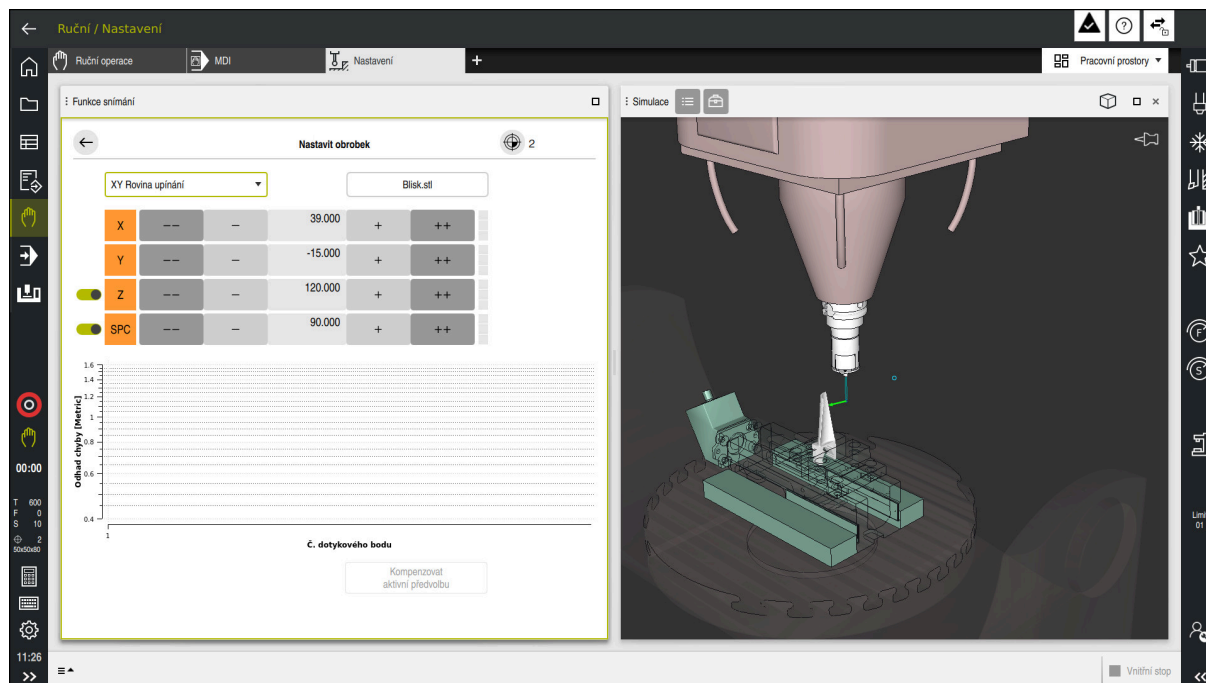 Ruční / Nastavení
Ruční operace
MDI
Nastavení
+
Pracovní prostory
Funkce snímání
Nastavit obrobek
2
XY Rovina upínání
Blisk.stl
X -- - 39.000 + ++
Y -- - -15.000 + ++
Z -- - 120.000 + ++
SPC -- - 90.000 + ++
Odhad chyby [Metric]
1.6
1.4
1.2
1
0.8
0.6
0.4
1
Č. dotykového bodu
Kompenzovat
aktivní předvolbu
Simulace
00:00
T 600
F 0
S 10
2
50x50x80
11:26
F
S
Limit
01
Vnitřní stop